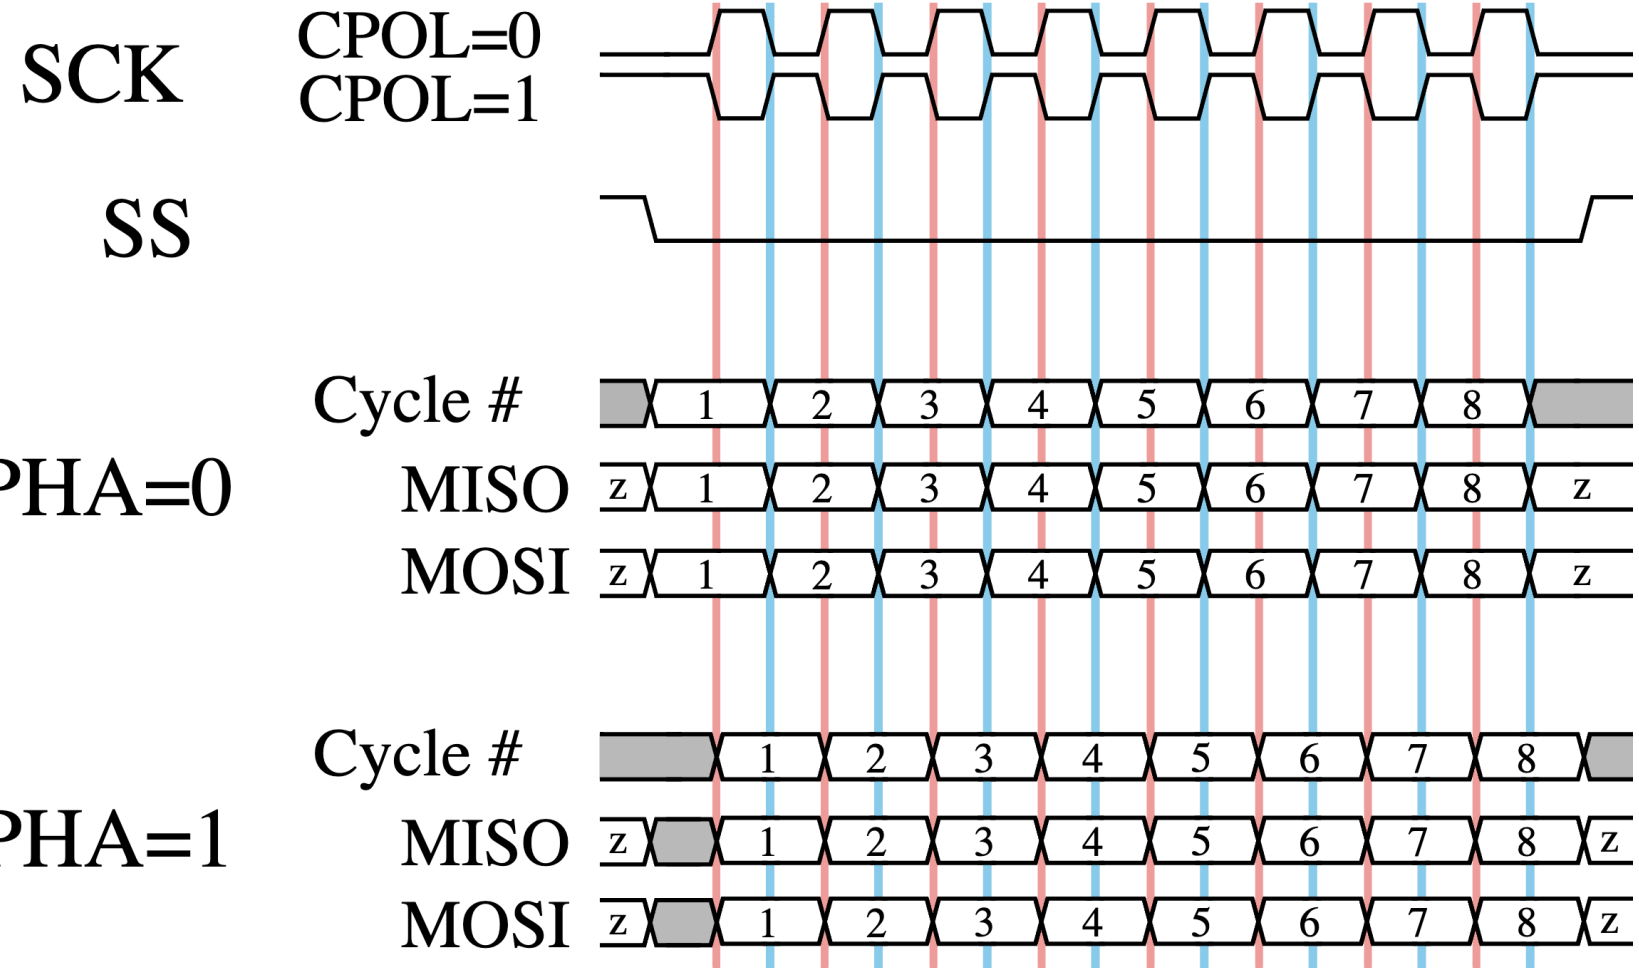 SCK CPOL=0
CPOL=1
SS
Cycle # 1 2 3 4 5 6 7 8
PHA=0 MISO z 1 2 3 4 5 6 7 8 z
MOSI z 1 2 3 4 5 6 7 8 z
Cycle # 1 2 3 4 5 6 7 8
PHA=1 MISO z 1 2 3 4 5 6 7 8 z
MOSI z 1 2 3 4 5 6 7 8 z